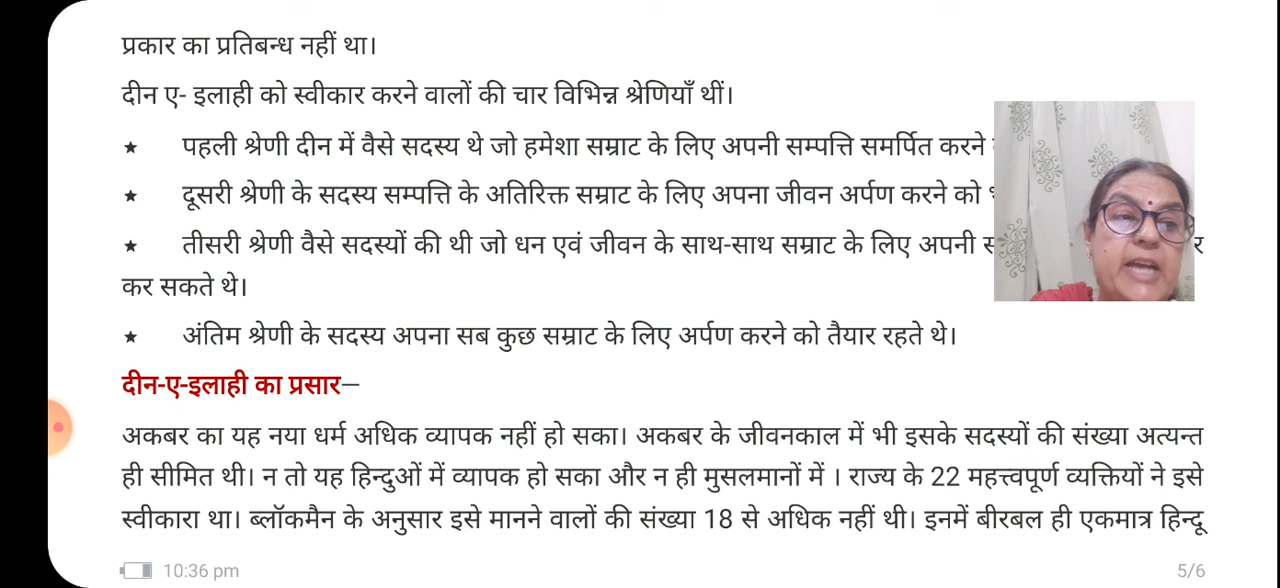 प्रकार का प्रतिबन्ध नहीं था।
दीन ए- इलाही को स्वीकार करने वालों की चार विभिन्न श्रेणियाँ थीं।
★ पहली श्रेणी दीन में वैसे सदस्य थे जो हमेशा सम्राट के लिए अपनी सम्पत्ति समर्पित करने
★ दूसरी श्रेणी के सदस्य सम्पत्ति के अतिरिक्त सम्राट के लिए अपना जीवन अर्पण करने को
★ तीसरी श्रेणी वैसे सदस्यों की थी जो धन एवं जीवन के साथ-साथ सम्राट के लिए अपनी
कर सकते थे।
★ अंतिम श्रेणी के सदस्य अपना सब कुछ सम्राट के लिए अर्पण करने को तैयार रहते थे।
दीन-ए-इलाही का प्रसार—
अकबर का यह नया धर्म अधिक व्यापक नहीं हो सका। अकबर के जीवनकाल में भी इसके सदस्यों की संख्या अत्यन्त
ही सीमित थी। न तो यह हिन्दुओं में व्यापक हो सका और न ही मुसलमानों में । राज्य के 22 महत्त्वपूर्ण व्यक्तियों ने इसे
स्वीकारा था। ब्लॉकमैन के अनुसार इसे मानने वालों की संख्या 18 से अधिक नहीं थी। इनमें बीरबल ही एकमात्र हिन्दू
10:36 pm
5/6